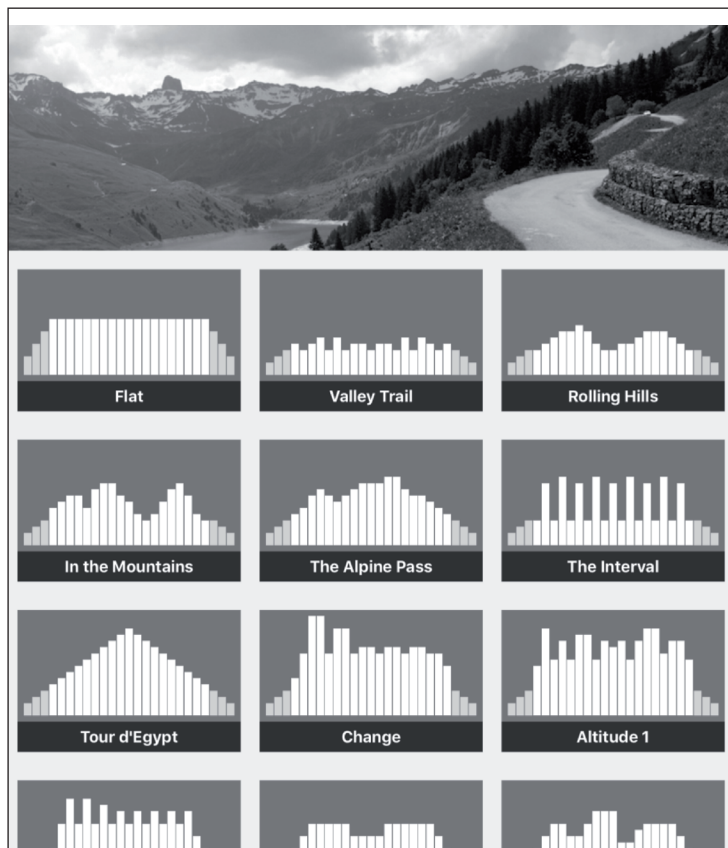 Flat
Valley Trail
Rolling Hills
In the Mountains
The Alpine Pass
The Interval
Tour d'Egypt
Change
Altitude 1